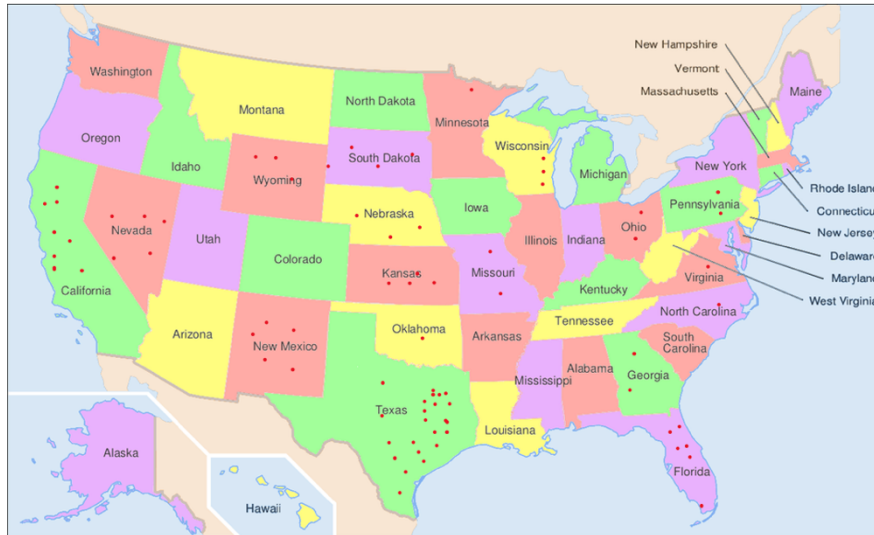 New Hampshire
Vermont
Massachusetts
Washington
Montana
North Dakota
Minnesota
Maine
Oregon
Idaho
Wyoming
South Dakota
Wisconsin
Michigan
New York
Rhode Island
Connecticu
New Jersey
Delaware
Maryland
West Virginia
Nevada
Utah
Nebraska
Iowa
Pennsylvania
Colorado
Illinois
Indiana
Ohio
California
Kansas
Missouri
Kentucky
Virginia
Arizona
New Mexico
Oklahoma
Arkansas
Tennessee
North Carolina
South
Carolina
Texas
Mississippi
Alabama
Georgia
Louisiana
Florida
Alaska
Hawaii